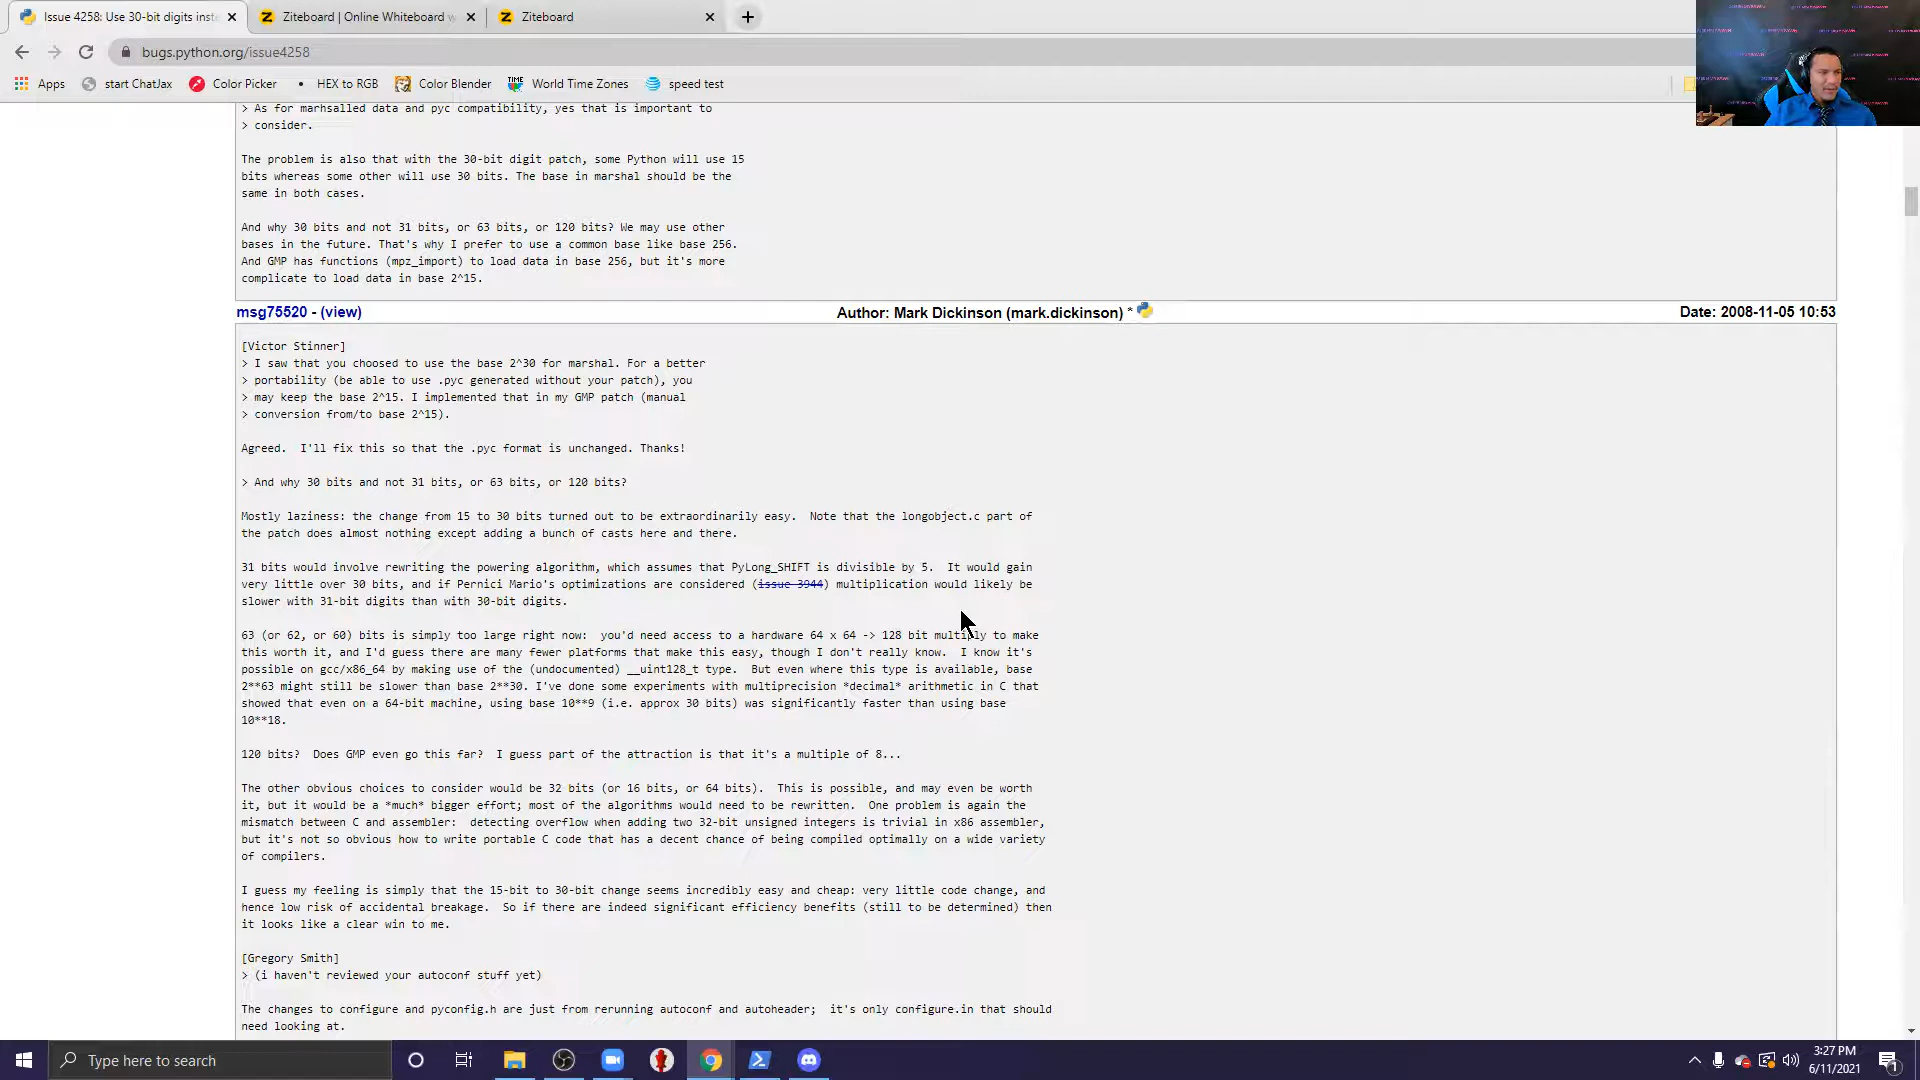 Issue 4258: Use 30-bit digits inste
Ziteboard | Online Whiteboard w
Ziteboard
bugs.python.org/issue4258
Apps
start ChatJax
Color Picker
HEX to RGB
Color Blender
TIME
World Time Zones
speed test
> As for marhsalled data and pyc compatibility, yes that is important to
> consider.
The problem is also that with the 30-bit digit patch, some Python will use 15
bits whereas some other will use 30 bits. The base in marshal should be the
same in both cases.
And why 30 bits and not 31 bits, or 63 bits, or 120 bits? We may use other
bases in the future. That's why I prefer to use a common base like base 256.
And GMP has functions (mpz_import) to load data in base 256, but it's more
complicate to load data in base 2^15.
msg75520 - (view)
Author: Mark Dickinson (mark.dickinson) *
Date: 2008-11-05 10:53
[Victor Stinner]
> I saw that you choosed to use the base 2^30 for marshal. For a better
> portability (be able to use .pyc generated without your patch), you
> may keep the base 2^15. I implemented that in my GMP patch (manual
> conversion from/to base 2^15).
Agreed.  I'll fix this so that the .pyc format is unchanged. Thanks!
> And why 30 bits and not 31 bits, or 63 bits, or 120 bits?
Mostly laziness: the change from 15 to 30 bits turned out to be extraordinarily easy.  Note that the longobject.c part of
the patch does almost nothing except adding a bunch of casts here and there.
31 bits would involve rewriting the powering algorithm, which assumes that PyLong_SHIFT is divisible by 5.  It would gain
very little over 30 bits, and if Pernici Mario's optimizations are considered (issue 3944) multiplication would likely be
slower with 31-bit digits than with 30-bit digits.
63 (or 62, or 60) bits is simply too large right now:  you'd need access to a hardware 64 x 64 -> 128 bit multiply to make
this worth it, and I'd guess there are many fewer platforms that make this easy, though I don't really know.  I know it's
possible on gcc/x86_64 by making use of the (undocumented) __uint128_t type.  But even where this type is available, base
2**63 might still be slower than base 2**30. I've done some experiments with multiprecision *decimal* arithmetic in C that
showed that even on a 64-bit machine, using base 10**9 (i.e. approx 30 bits) was significantly faster than using base
10**18.
120 bits?  Does GMP even go this far?  I guess part of the attraction is that it's a multiple of 8...
The other obvious choices to consider would be 32 bits (or 16 bits, or 64 bits).  This is possible, and may even be worth
it, but it would be a *much* bigger effort; most of the algorithms would need to be rewritten.  One problem is again the
mismatch between C and assembler:  detecting overflow when adding two 32-bit unsigned integers is trivial in x86 assembler,
but it's not so obvious how to write portable C code that has a decent chance of being compiled optimally on a wide variety
of compilers.
I guess my feeling is simply that the 15-bit to 30-bit change seems incredibly easy and cheap: very little code change, and
hence low risk of accidental breakage.  So if there are indeed significant efficiency benefits (still to be determined) then
it looks like a clear win to me.
[Gregory Smith]
> (i haven't reviewed your autoconf stuff yet)
The changes to configure and pyconfig.h are just from rerunning autoconf and autoheader;  it's only configure.in that should
need looking at.
Type here to search
3:27 PM
6/11/2021
1